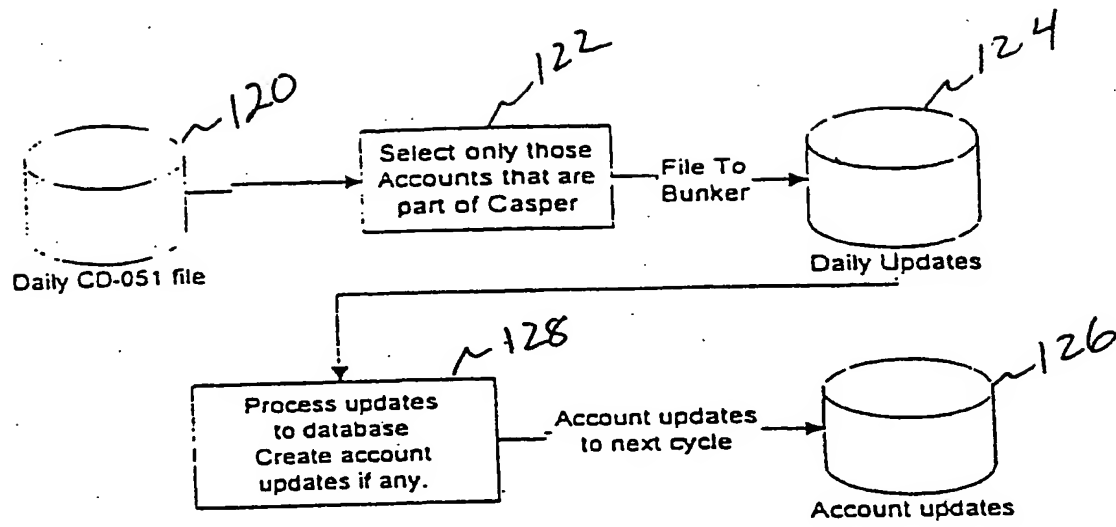 120
122
124
Select only those
Accounts that are
part of Casper
File To
Bunker
Daily CD-051 file
Daily Updates
128
126
Process updates
to database
Create account
updates if any.
Account updates
to next cycle
Account updates